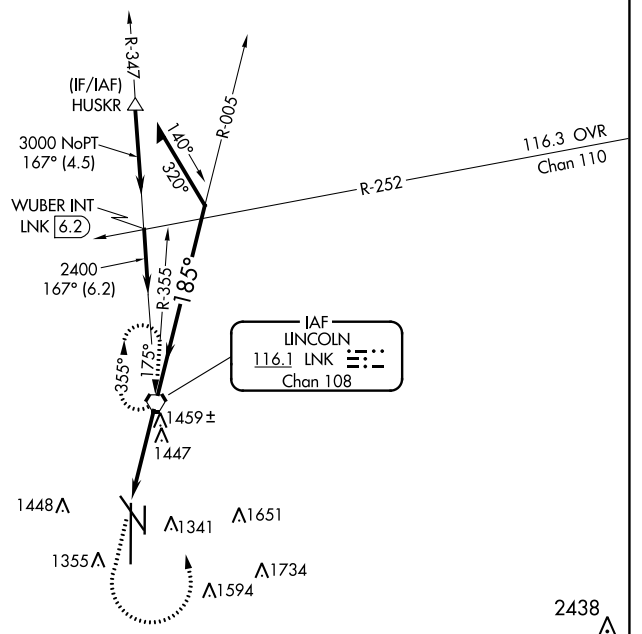 R-347
(IF/IAF)
HUSKR
R-005
3000 NoPT
167° (4.5)
140°
320°
116.3 OVR
Chan 110
R-252
WUBER INT
LNK 6.2
2400
167° (6.2)
R-355
185°
355°
175°
IAF
LINCOLN
116.1 LNK
Chan 108
1459 ±
1447
1448
1341
1651
1355
1594
1734
2438